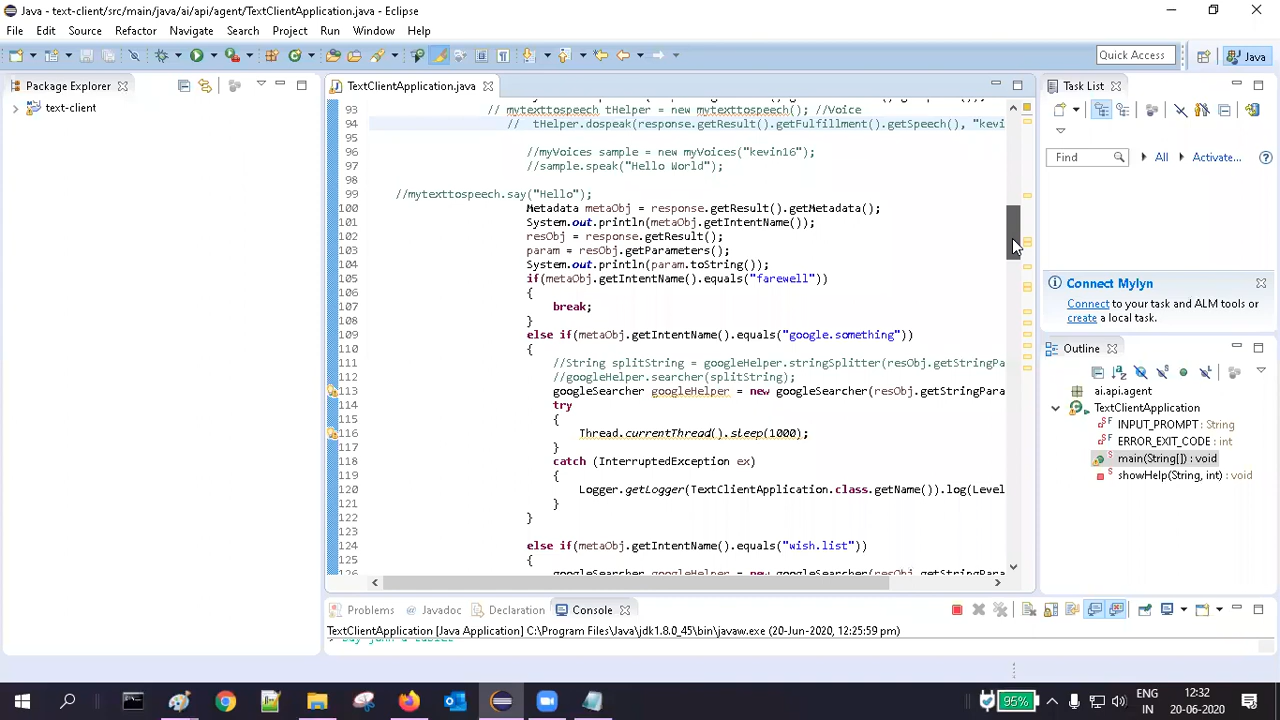 Java - text-client/src/main/java/ai/api/agent/TextClientApplication.java - Eclipse
File Edit Source Refactor Navigate Search Project Run Window Help
Quick Access
Java
Package Explorer
text-client
TextClientApplication.java
93 // mytexttospeech tHelper = new mytexttospeech(); //Voice
94 // tHelper.dospeak(response.getResult().getFulfillment().getSpeech(), "kevi
95
96 //myVoices sample = new myVoices("kevin16");
97 //sample.speak("Hello World");
98
99 //mytexttospeech.say("Hello");
100 Metadata metaObj = response.getResult().getMetadata();
101 System.out.println(metaObj.getIntentName());
102 resObj = response.getResult();
103 param = resObj.getParameters();
104 System.out.println(param.toString());
105 if(metaObj.getIntentName().equals("farewell"))
106 {
107 break;
108 }
109 else if(metaObj.getIntentName().equals("google.something"))
110 {
111 //String splitString = googleHelper.stringSplitter(resObj.getStringPa
112 //googleHelper.searcher(splitString);
113 googleSearcher googleHelper = new googleSearcher(resObj.getStringPara
114 try
115 {
116 Thread.currentThread().sleep(1000);
117 }
118 catch (InterruptedException ex)
119 {
120 Logger.getLogger(TextClientApplication.class.getName()).log(Level
121 }
122 }
123
124 else if(metaObj.getIntentName().equals("wish.list"))
125 {
126 googleSearcher googleHelper = new googleSearcher(resObj.getStringPara
Task List
Find All Activate...
Connect Mylyn
Connect to your task and ALM tools or
create a local task.
Outline
ai.api.agent
TextClientApplication
INPUT_PROMPT : String
ERROR_EXIT_CODE : int
main(String[]) : void
showHelp(String, int) : void
Problems Javadoc Declaration Console
TextClientApplication [Java Application] C:\Program Files\Java\jdk1.8.0_45\bin\javaw.exe (20-Jun-2020, 12:25:59 pm)
95%
ENG
IN
12:32
20-06-2020